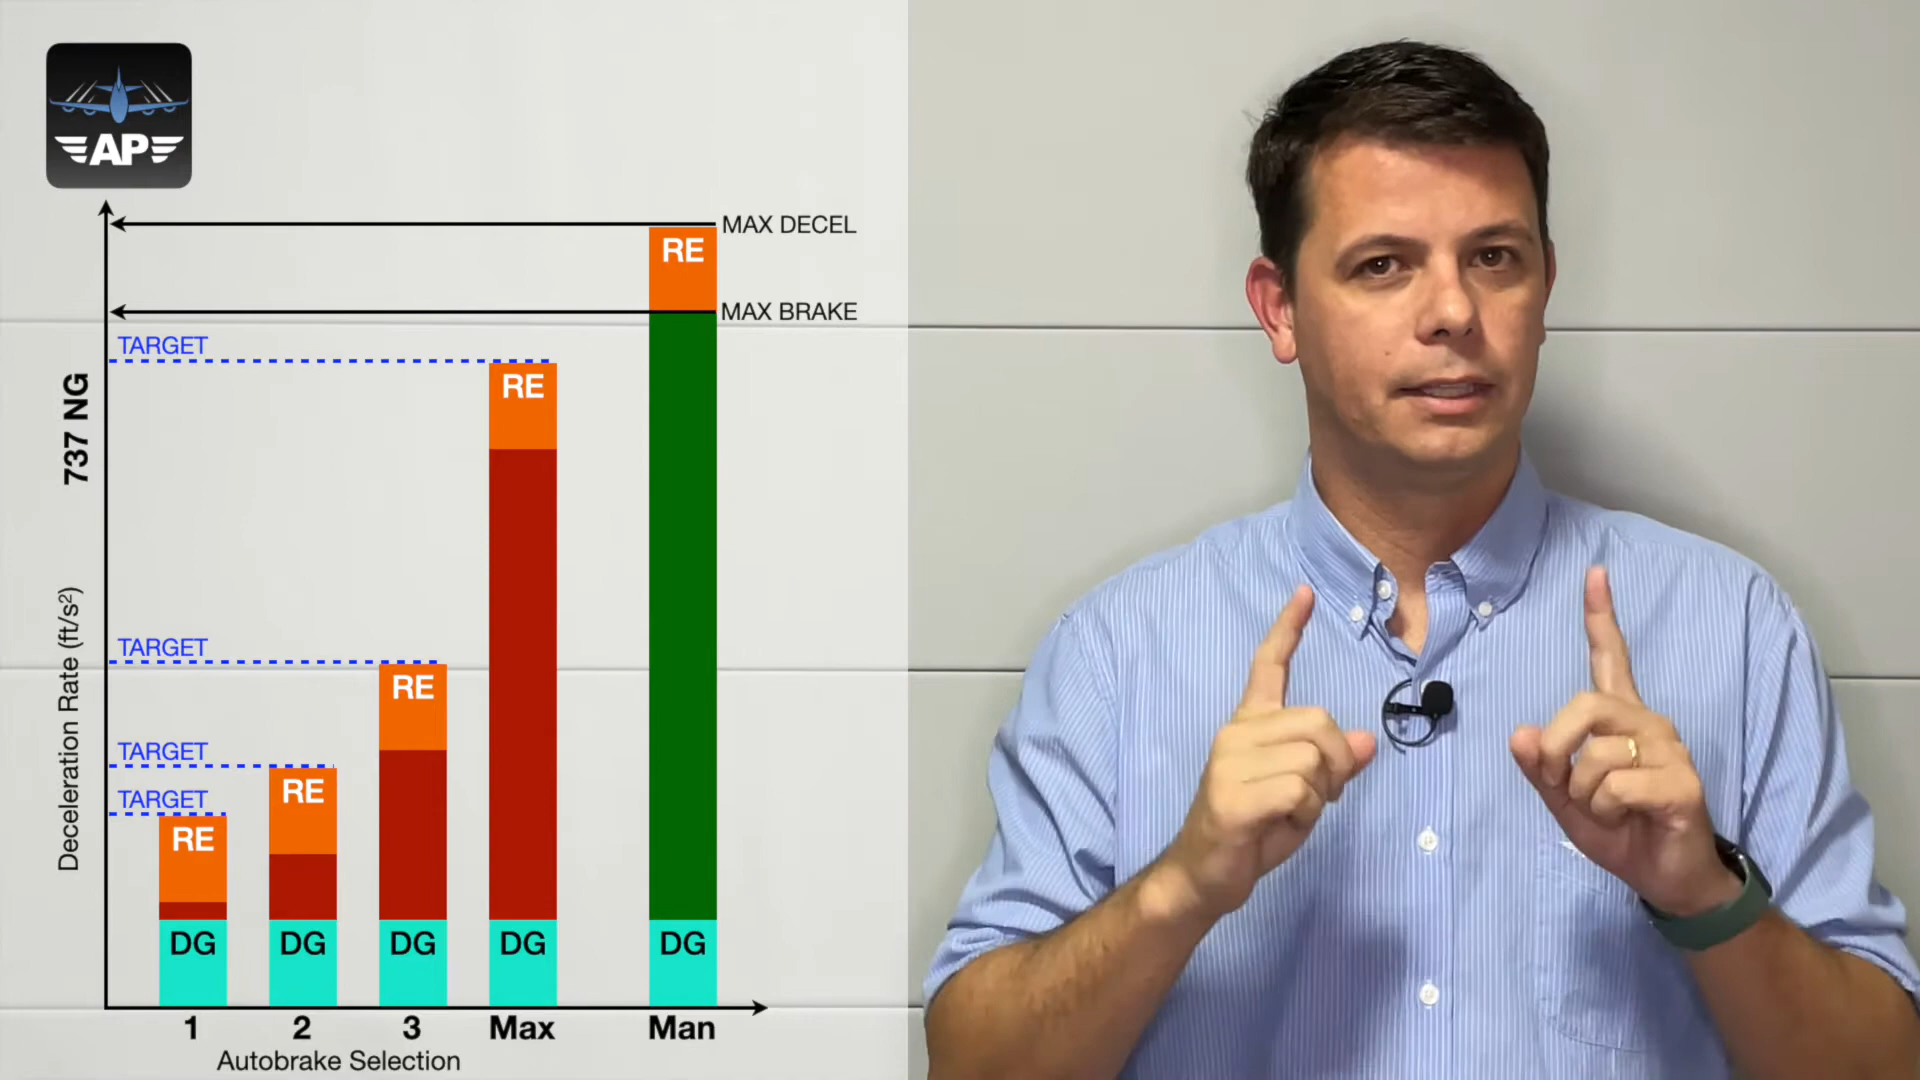 AP
MAX DECEL
RE
MAX BRAKE
TARGET
RE
737 NG
Deceleration Rate (ft/s²)
TARGET
RE
TARGET
RE
TARGET
RE
DG DG DG DG DG
1 2 3 Max Man
Autobrake Selection